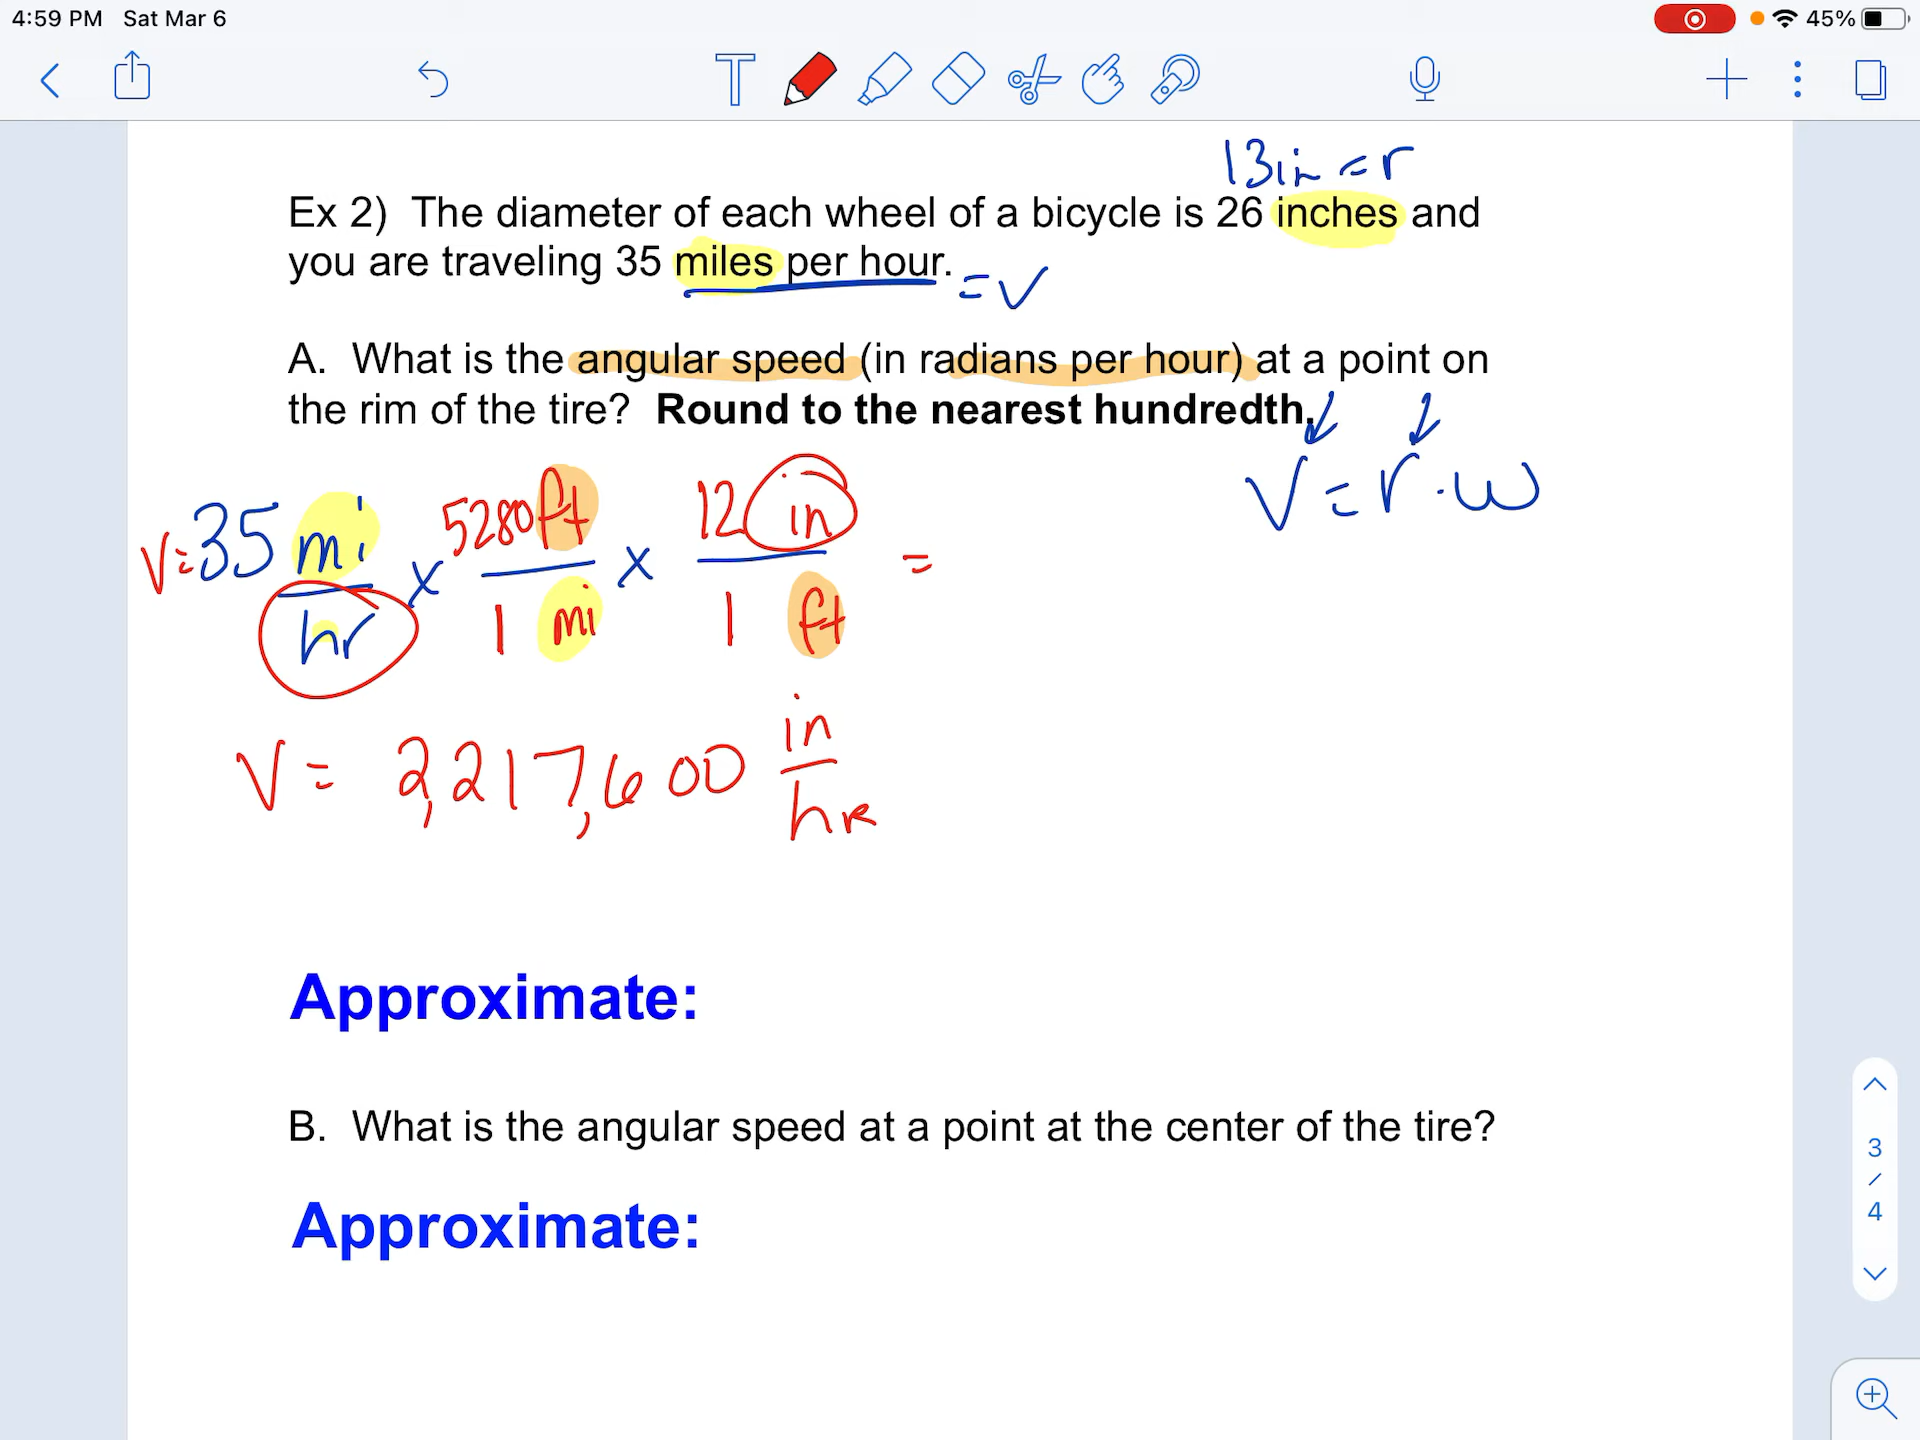 4:59 PM Sat Mar 6
45%
T
13in = r
Ex 2) The diameter of each wheel of a bicycle is 26 inches and
you are traveling 35 miles per hour. = V
A. What is the angular speed (in radians per hour) at a point on
the rim of the tire? Round to the nearest hundredth.
V = r · w
V = 35 mi/hr x 5280 ft/1 mi x 12 in/1 ft =
V = 2,217,600 in/hr
Approximate:
B. What is the angular speed at a point at the center of the tire?
Approximate:
3
/
4